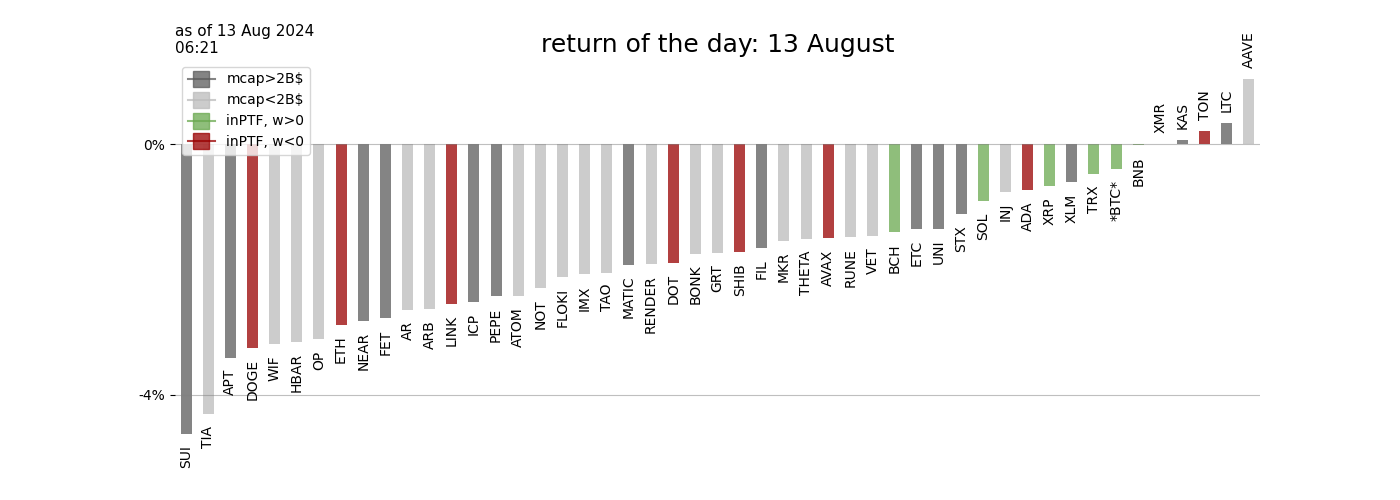 as of 13 Aug 2024
06:21
return of the day: 13 August
mcap>2B$
mcap<2B$
inPTF, w>0
inPTF, w<0
0%
-4%
SUI
TIA
APT
DOGE
WIF
HBAR
OP
ETH
NEAR
FET
AR
ARB
LINK
ICP
PEPE
ATOM
NOT
FLOKI
IMX
TAO
MATIC
RENDER
DOT
BONK
GRT
SHIB
FIL
MKR
THETA
AVAX
RUNE
VET
BCH
ETC
UNI
STX
SOL
INJ
ADA
XRP
XLM
TRX
*BTC*
BNB
XMR
KAS
TON
LTC
AAVE